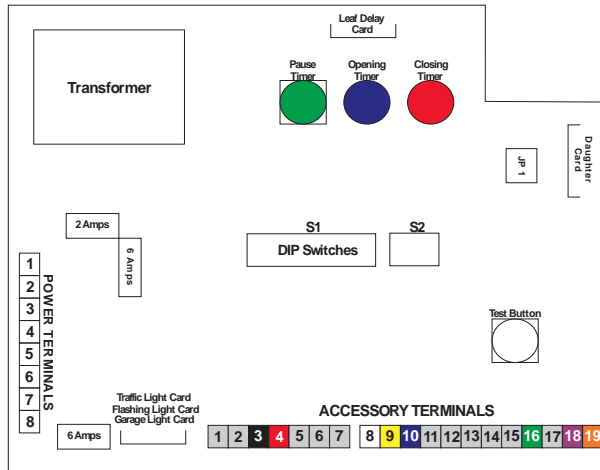 Leaf Delay
Card
Pause
Timer
Opening
Timer
Closing
Timer
Transformer
JP 1
Daughter
Card
S1
S2
DIP Switches
2 Amps
6 Amps
1
2
3
4
5
6
7
8
POWER TERMINALS
Test Button
Traffic Light Card
Flashing Light Card
Garage Light Card
6 Amps
ACCESSORY TERMINALS
1 2 3 4 5 6 7 8 9 10 11 12 13 14 15 16 17 18 19